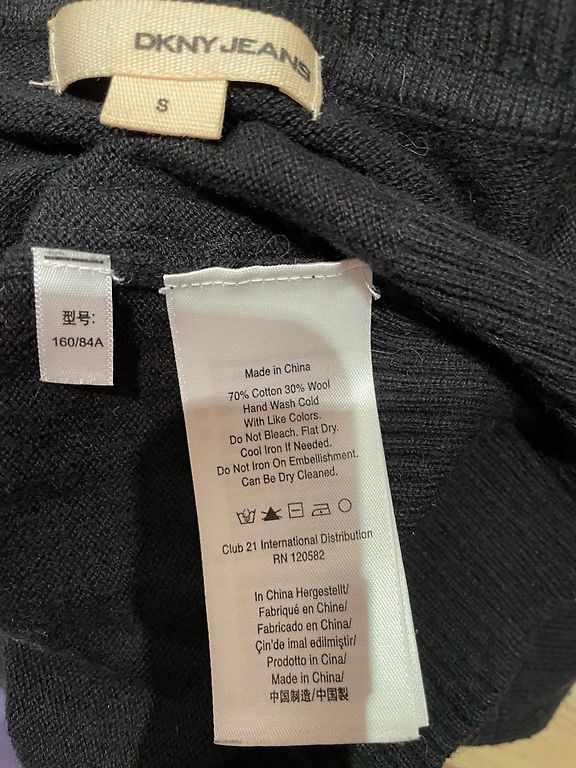 DKNY JEANS
S
型号:
160/84A
Made in China
70% Cotton 30% Wool
Hand Wash Cold
With Like Colors.
Do Not Bleach. Flat Dry.
Cool Iron If Needed.
Do Not Iron On Embellishment.
Can Be Dry Cleaned.
Club 21 International Distribution
RN 120582
In China Hergestellt/
Fabriqué en Chine/
Fabricado en China/
Çin'de imal edilmiştir/
Prodotto in Cina/
Made in China/
中国制造/中国製